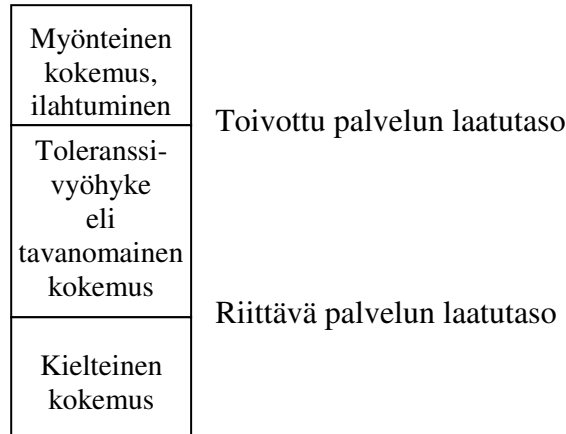 Myönteinen
kokemus,
ilahtuminen
Toivottu palvelun laatutaso
Toleranssi-
vyöhyke
eli
tavanomainen
kokemus
Riittävä palvelun laatutaso
Kielteinen
kokemus